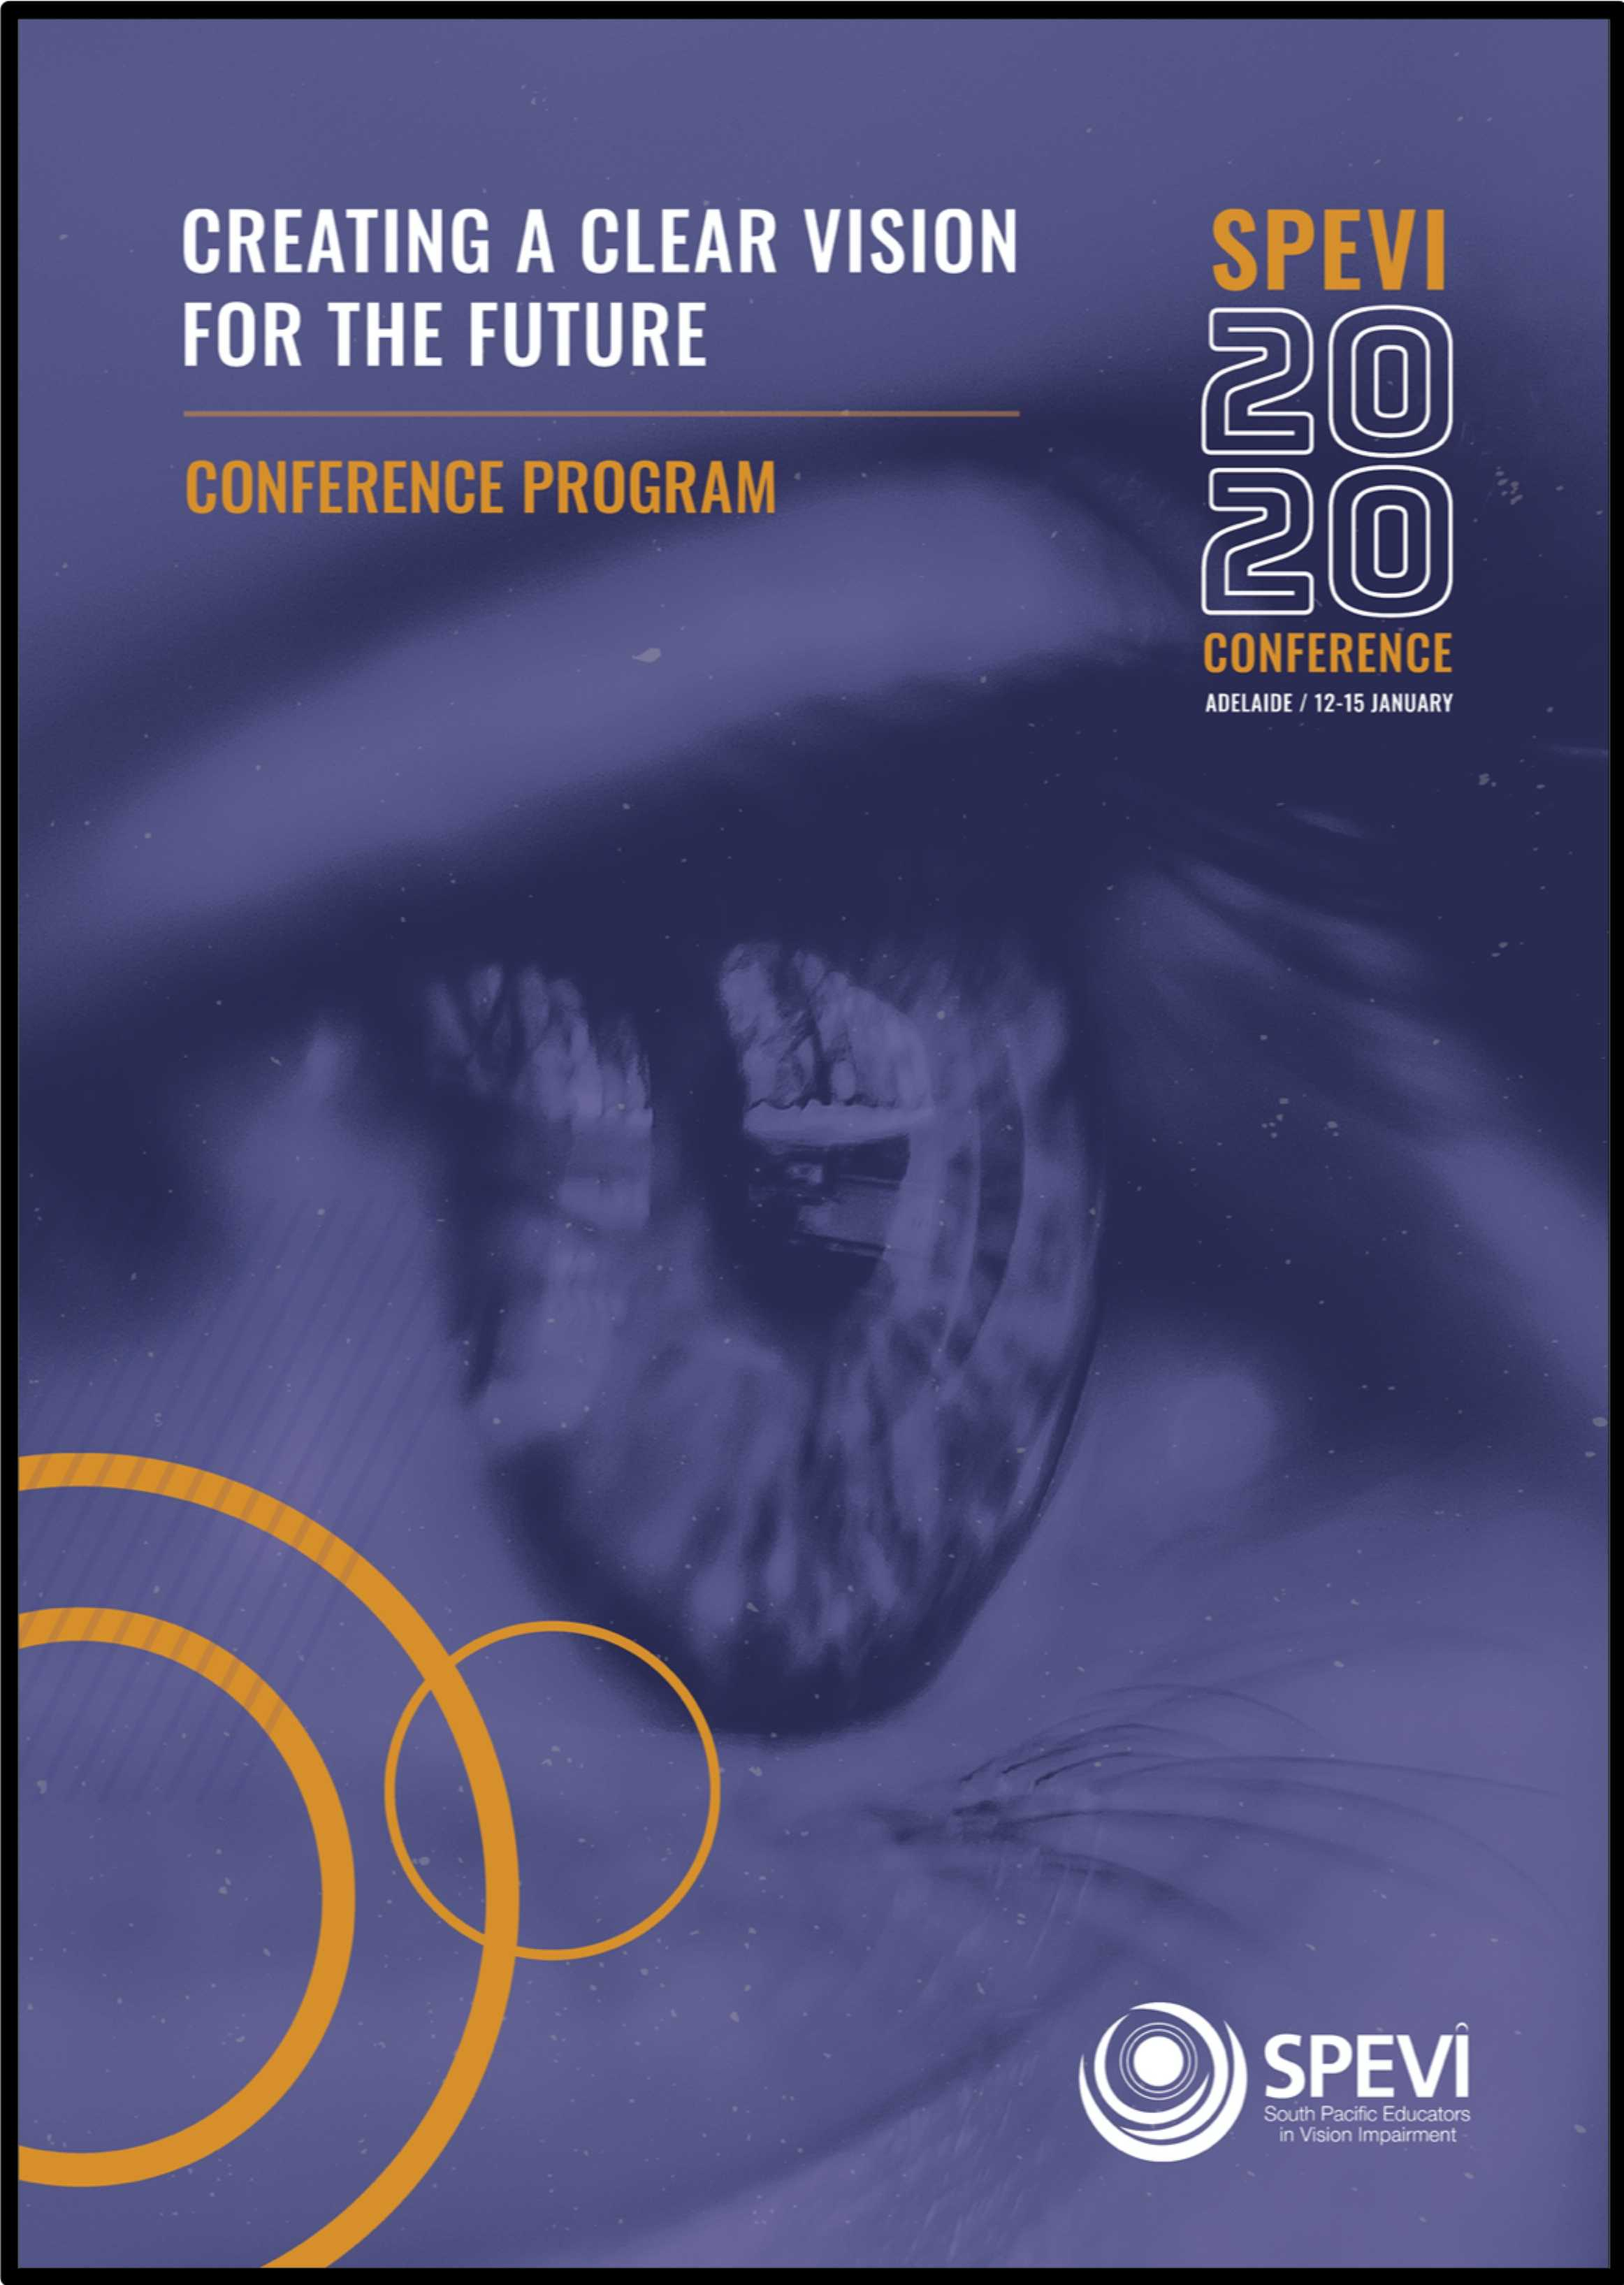 CREATING A CLEAR VISION
FOR THE FUTURE
CONFERENCE PROGRAM
SPEVI
20
20
CONFERENCE
ADELAIDE / 12-15 JANUARY
SPEVI
South Pacific Educators
in Vision Impairment